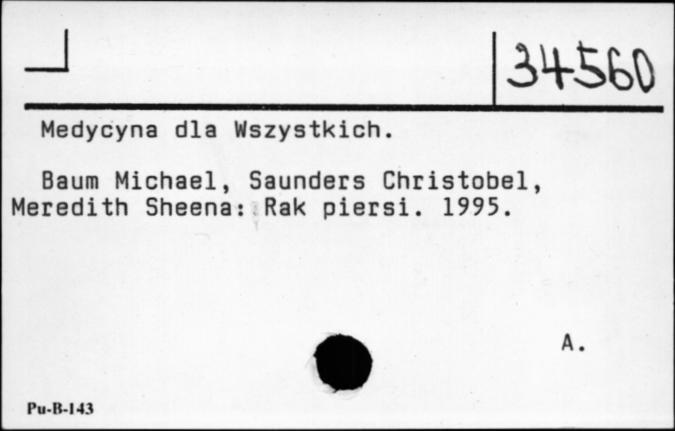 34560
Medycyna dla Wszystkich.
Baum Michael, Saunders Christobel,
Meredith Sheena: Rak piersi. 1995.
A.
Pu-B-143